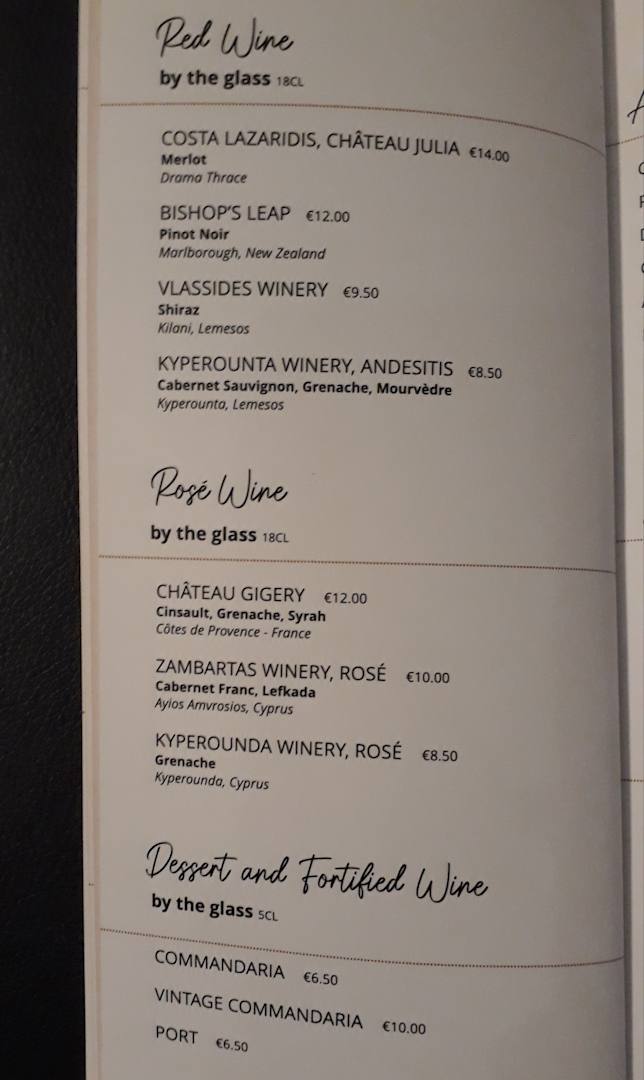 Red Wine
by the glass 18CL
COSTA LAZARIDIS, CHÂTEAU JULIA €14.00
Merlot
Drama Thrace
BISHOP'S LEAP €12.00
Pinot Noir
Marlborough, New Zealand
VLASSIDES WINERY €9.50
Shiraz
Kilani, Lemesos
KYPEROUNTA WINERY, ANDESITIS €8.50
Cabernet Sauvignon, Grenache, Mourvèdre
Kyperounta, Lemesos
Rosé Wine
by the glass 18CL
CHÂTEAU GIGERY €12.00
Cinsault, Grenache, Syrah
Côtes de Provence - France
ZAMBARTAS WINERY, ROSÉ €10.00
Cabernet Franc, Lefkada
Ayios Amvrosios, Cyprus
KYPEROUNDA WINERY, ROSÉ €8.50
Grenache
Kyperounda, Cyprus
Dessert and Fortified Wine
by the glass 5CL
COMMANDARIA €6.50
VINTAGE COMMANDARIA €10.00
PORT €6.50